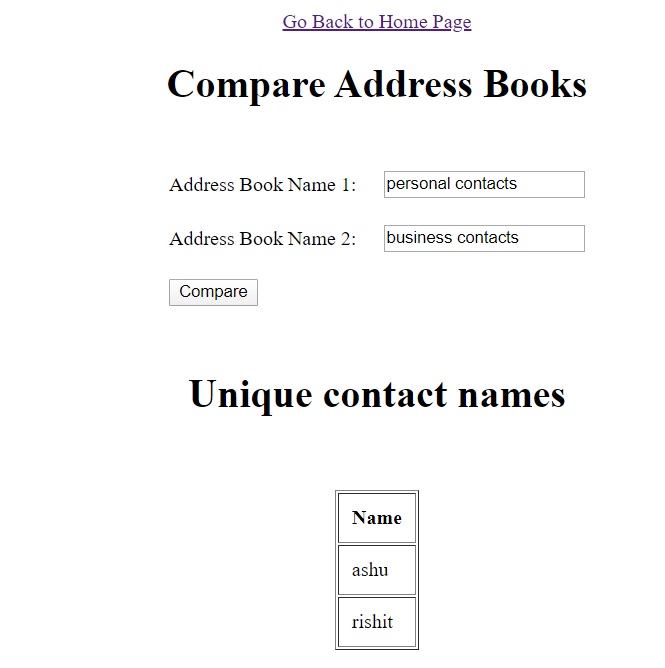 Go Back to Home Page
Compare Address Books
Address Book Name 1: personal contacts
Address Book Name 2: business contacts
Compare
Unique contact names
Name
ashu
rishit